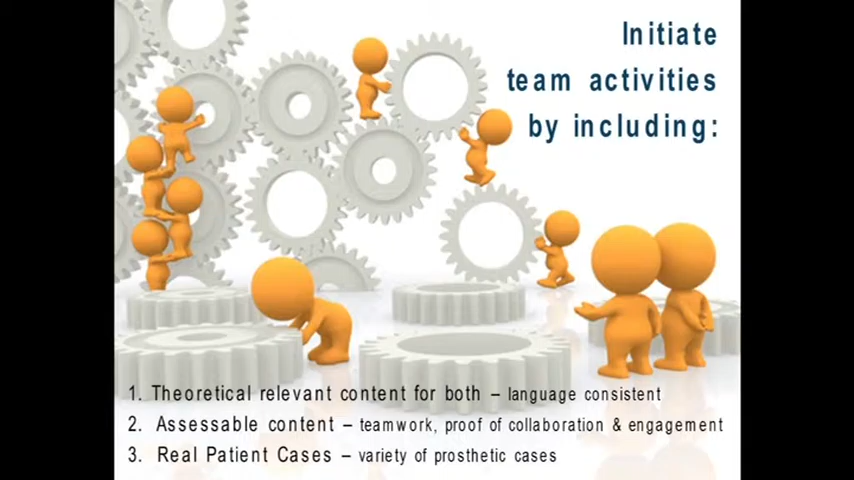 Initiate
team activities
by including:
1. Theoretical relevant content for both – language consistent
2. Assessable content – teamwork, proof of collaboration & engagement
3. Real Patient Cases – variety of prosthetic cases